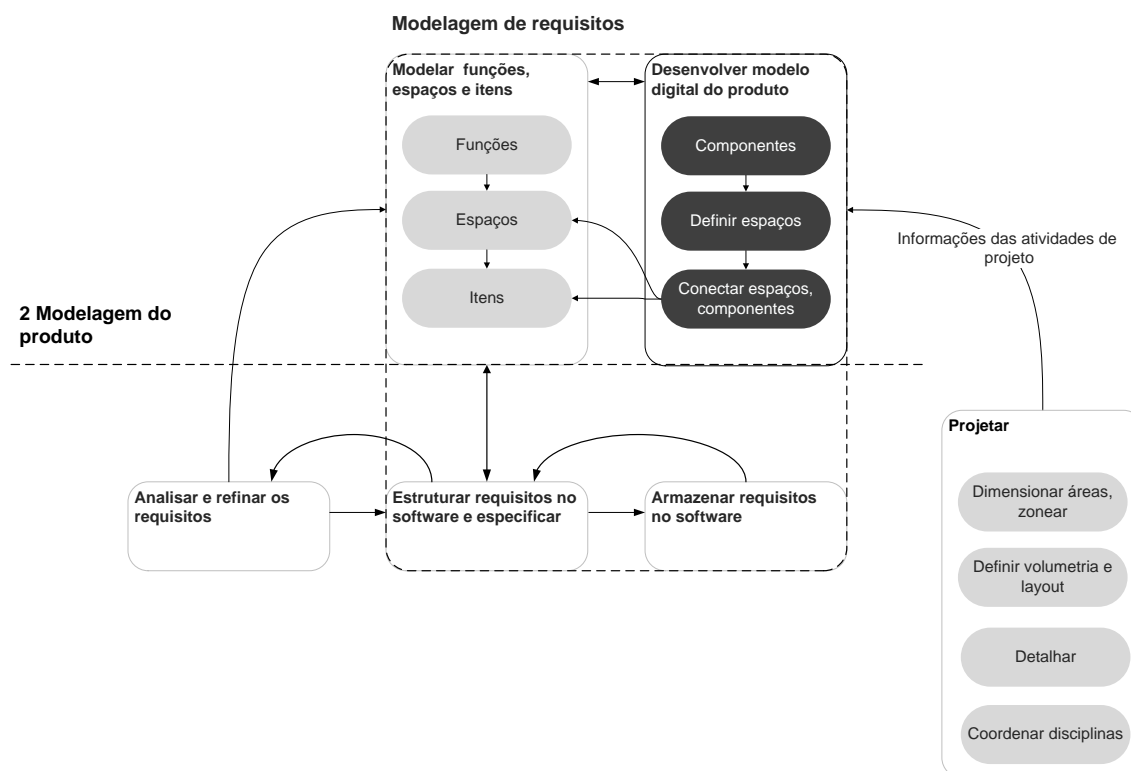 Modelagem de requisitos
Modelar funções,
espaços e itens
Desenvolver modelo
digital do produto
Funções
Componentes
Espaços
Definir espaços
Informações das atividades de
projeto
Itens
Conectar espaços,
componentes
2 Modelagem do
produto
Projetar
Dimensionar áreas,
zonear
Analisar e refinar os
requisitos
Estruturar requisitos no
software e especificar
Armazenar requisitos
no software
Definir volumetria e
layout
Detalhar
Coordenar disciplinas